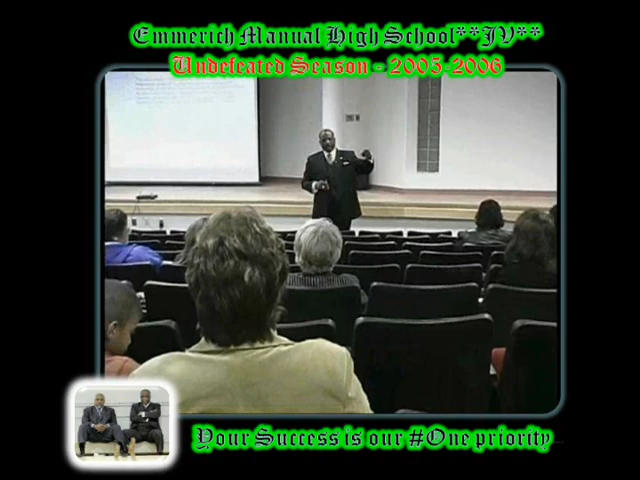 Emmerich Manual High School**JV**
Undefeated Season - 2005-2006
Your Success is our #One priority